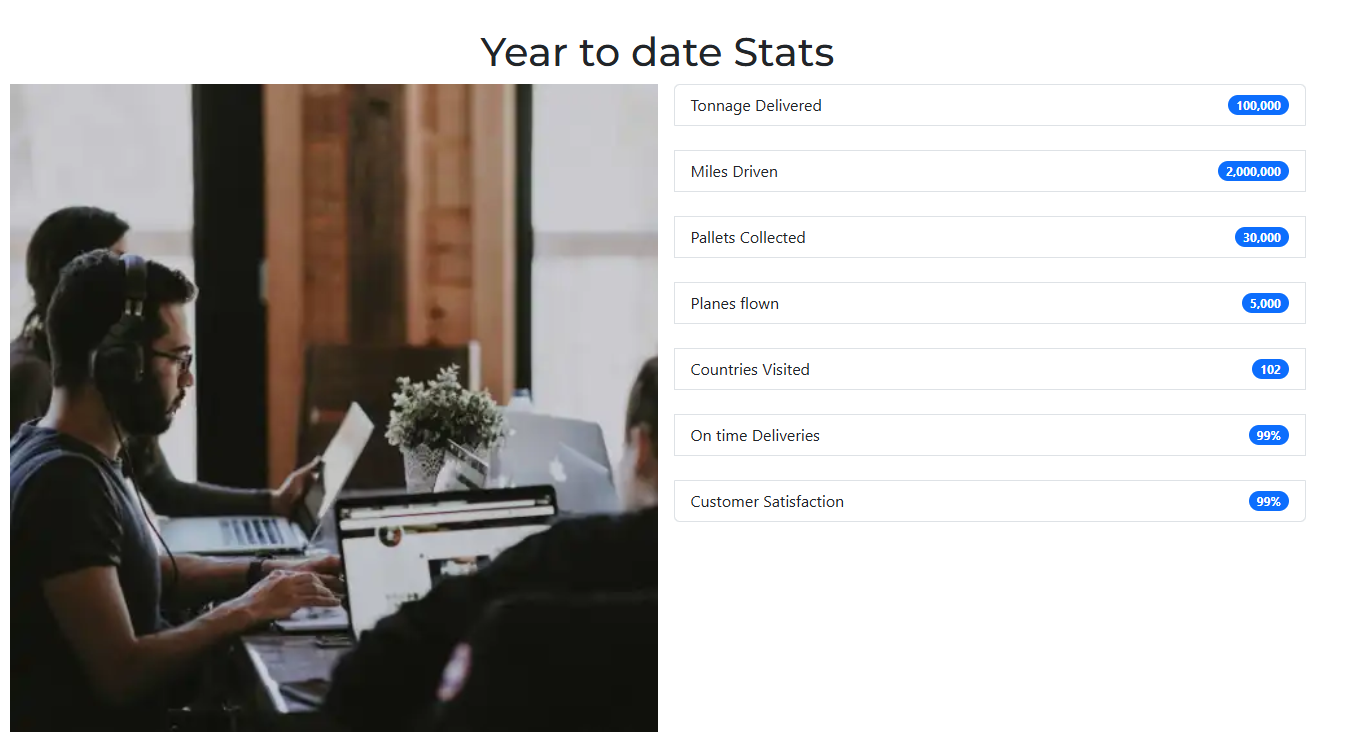 Year to date Stats
Tonnage Delivered 100,000
Miles Driven 2,000,000
Pallets Collected 30,000
Planes flown 5,000
Countries Visited 102
On time Deliveries 99%
Customer Satisfaction 99%